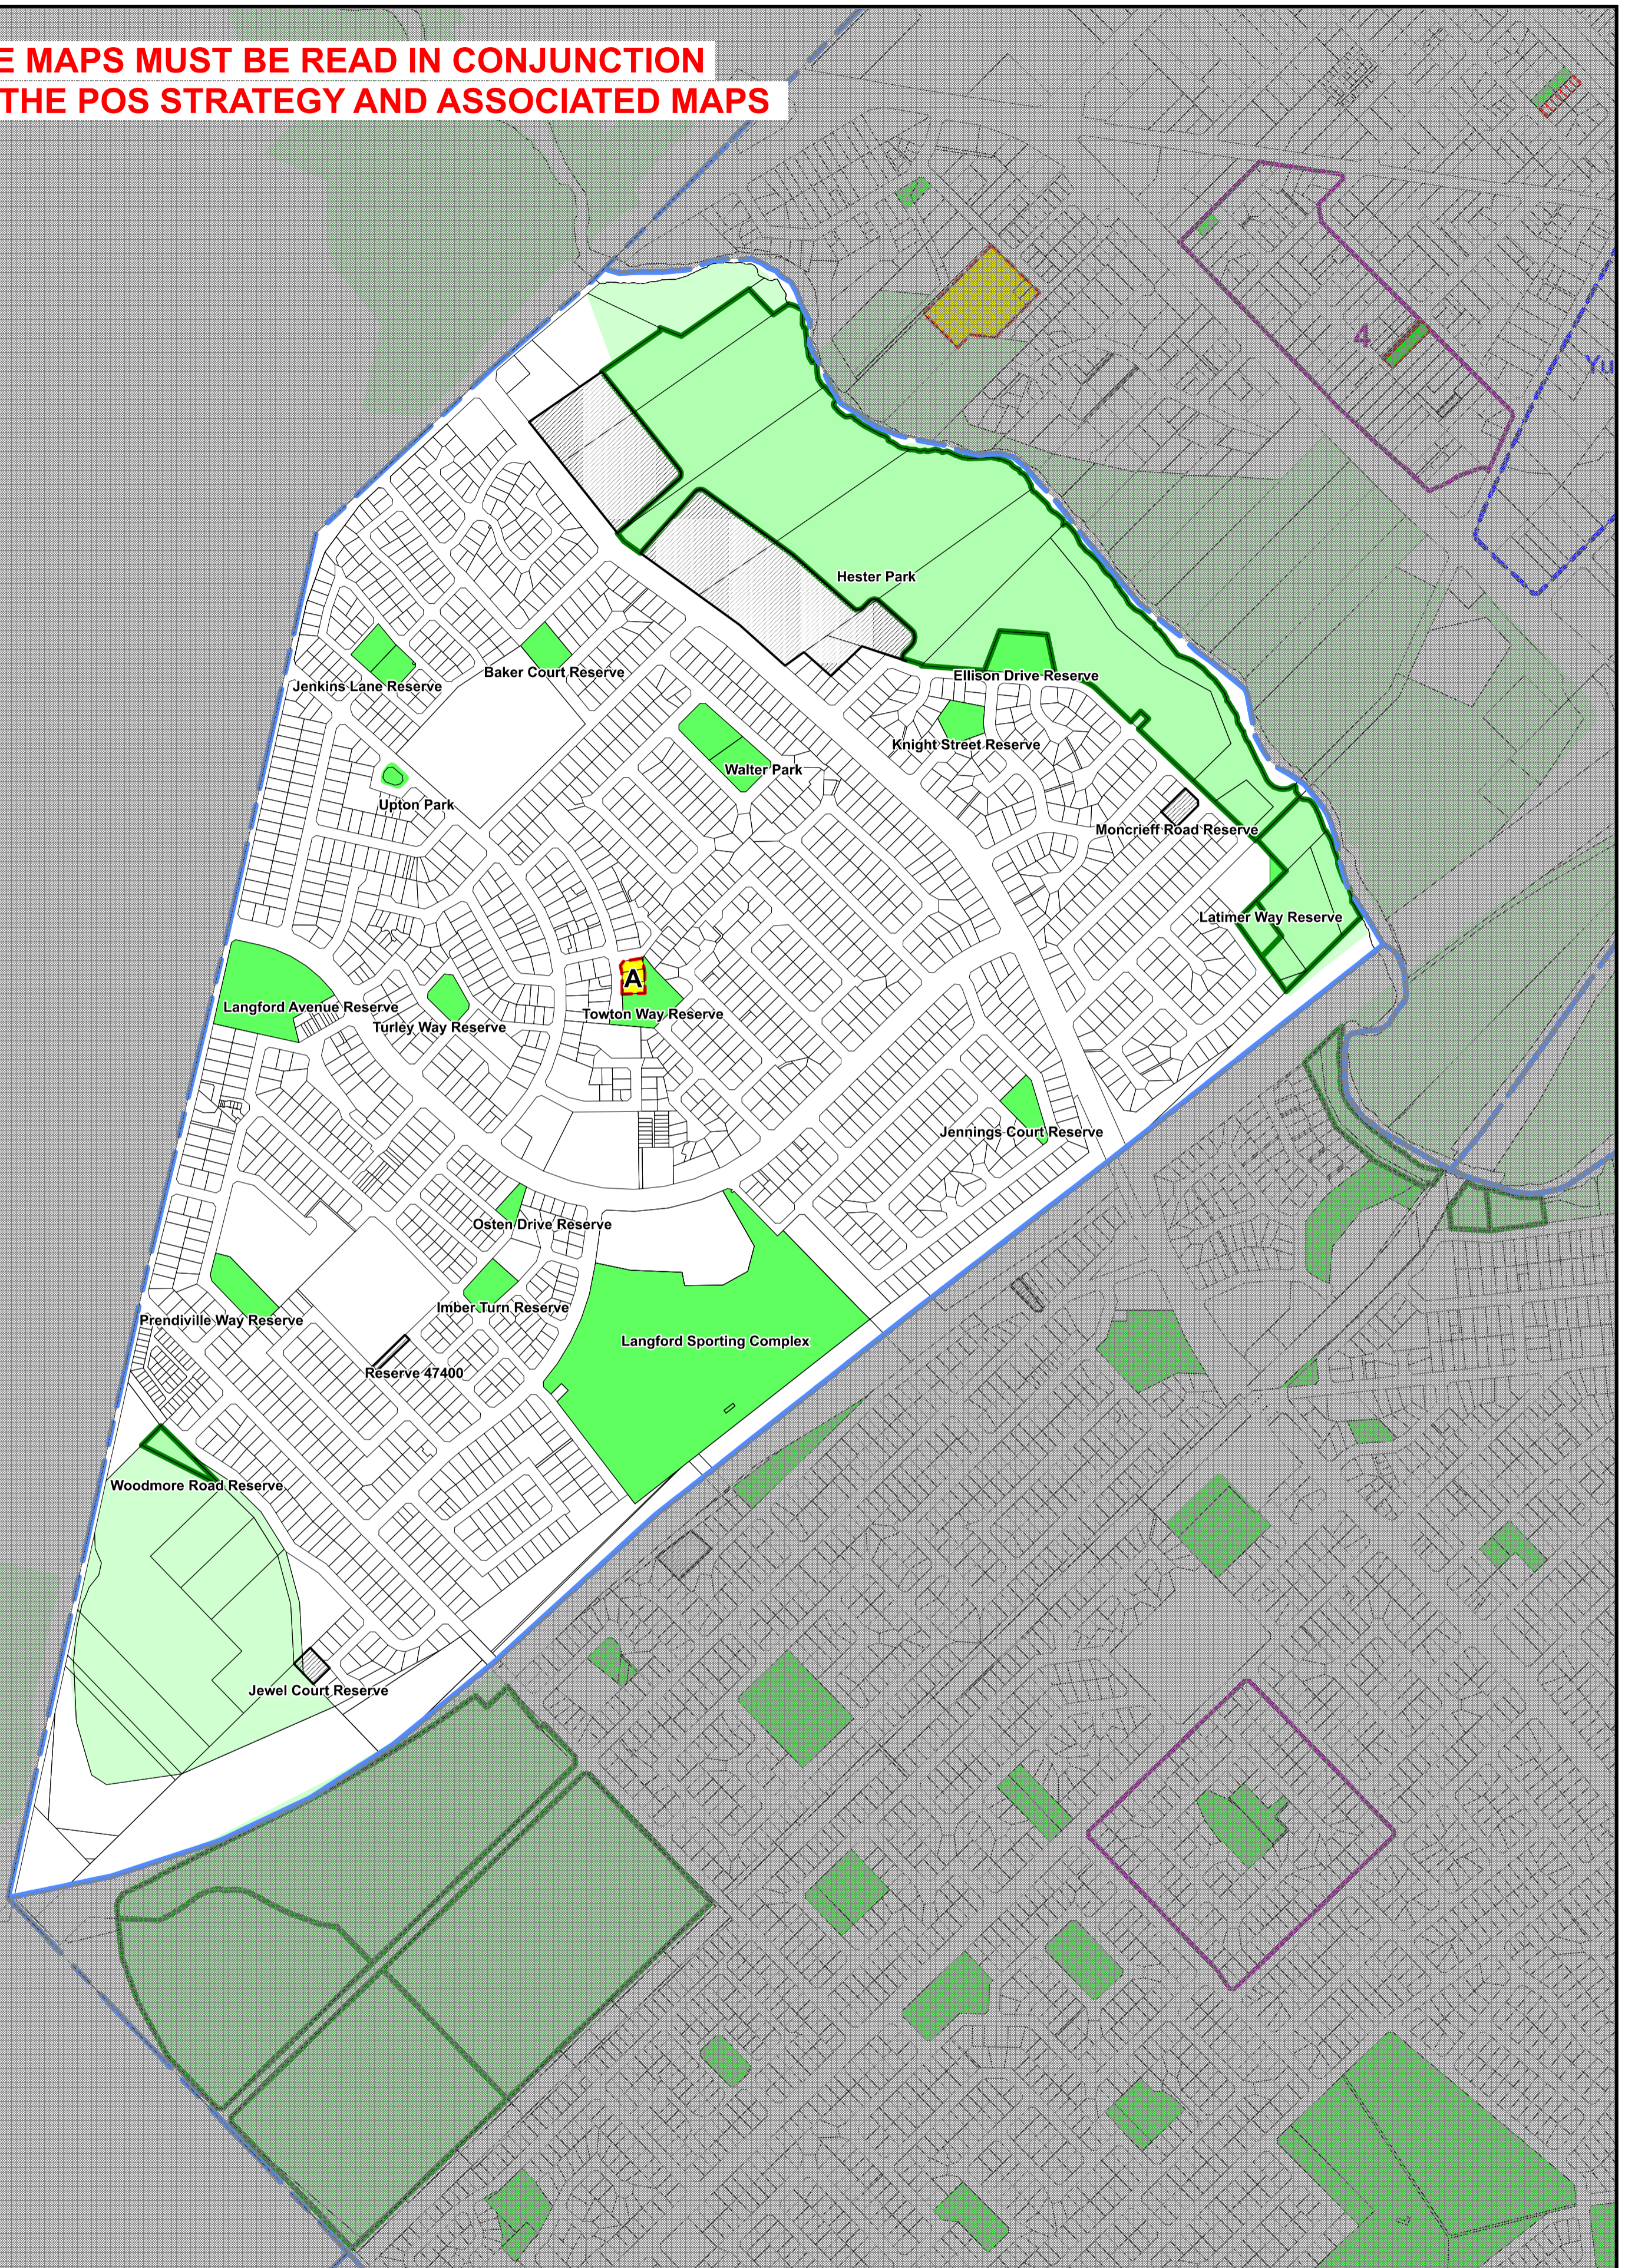 E MAPS MUST BE READ IN CONJUNCTION
THE POS STRATEGY AND ASSOCIATED MAPS
4
Yu
Hester Park
Baker Court Reserve
Ellison Drive Reserve
Jenkins Lane Reserve
Knight Street Reserve
Walter Park
Upton Park
Moncrieff Road Reserve
Latimer Way Reserve
A
Langford Avenue Reserve
Towton Way Reserve
Turley Way Reserve
Jennings Court Reserve
Osten Drive Reserve
Imber Turn Reserve
Prendiville Way Reserve
Langford Sporting Complex
Reserve 47400
Woodmore Road Reserve
Jewel Court Reserve